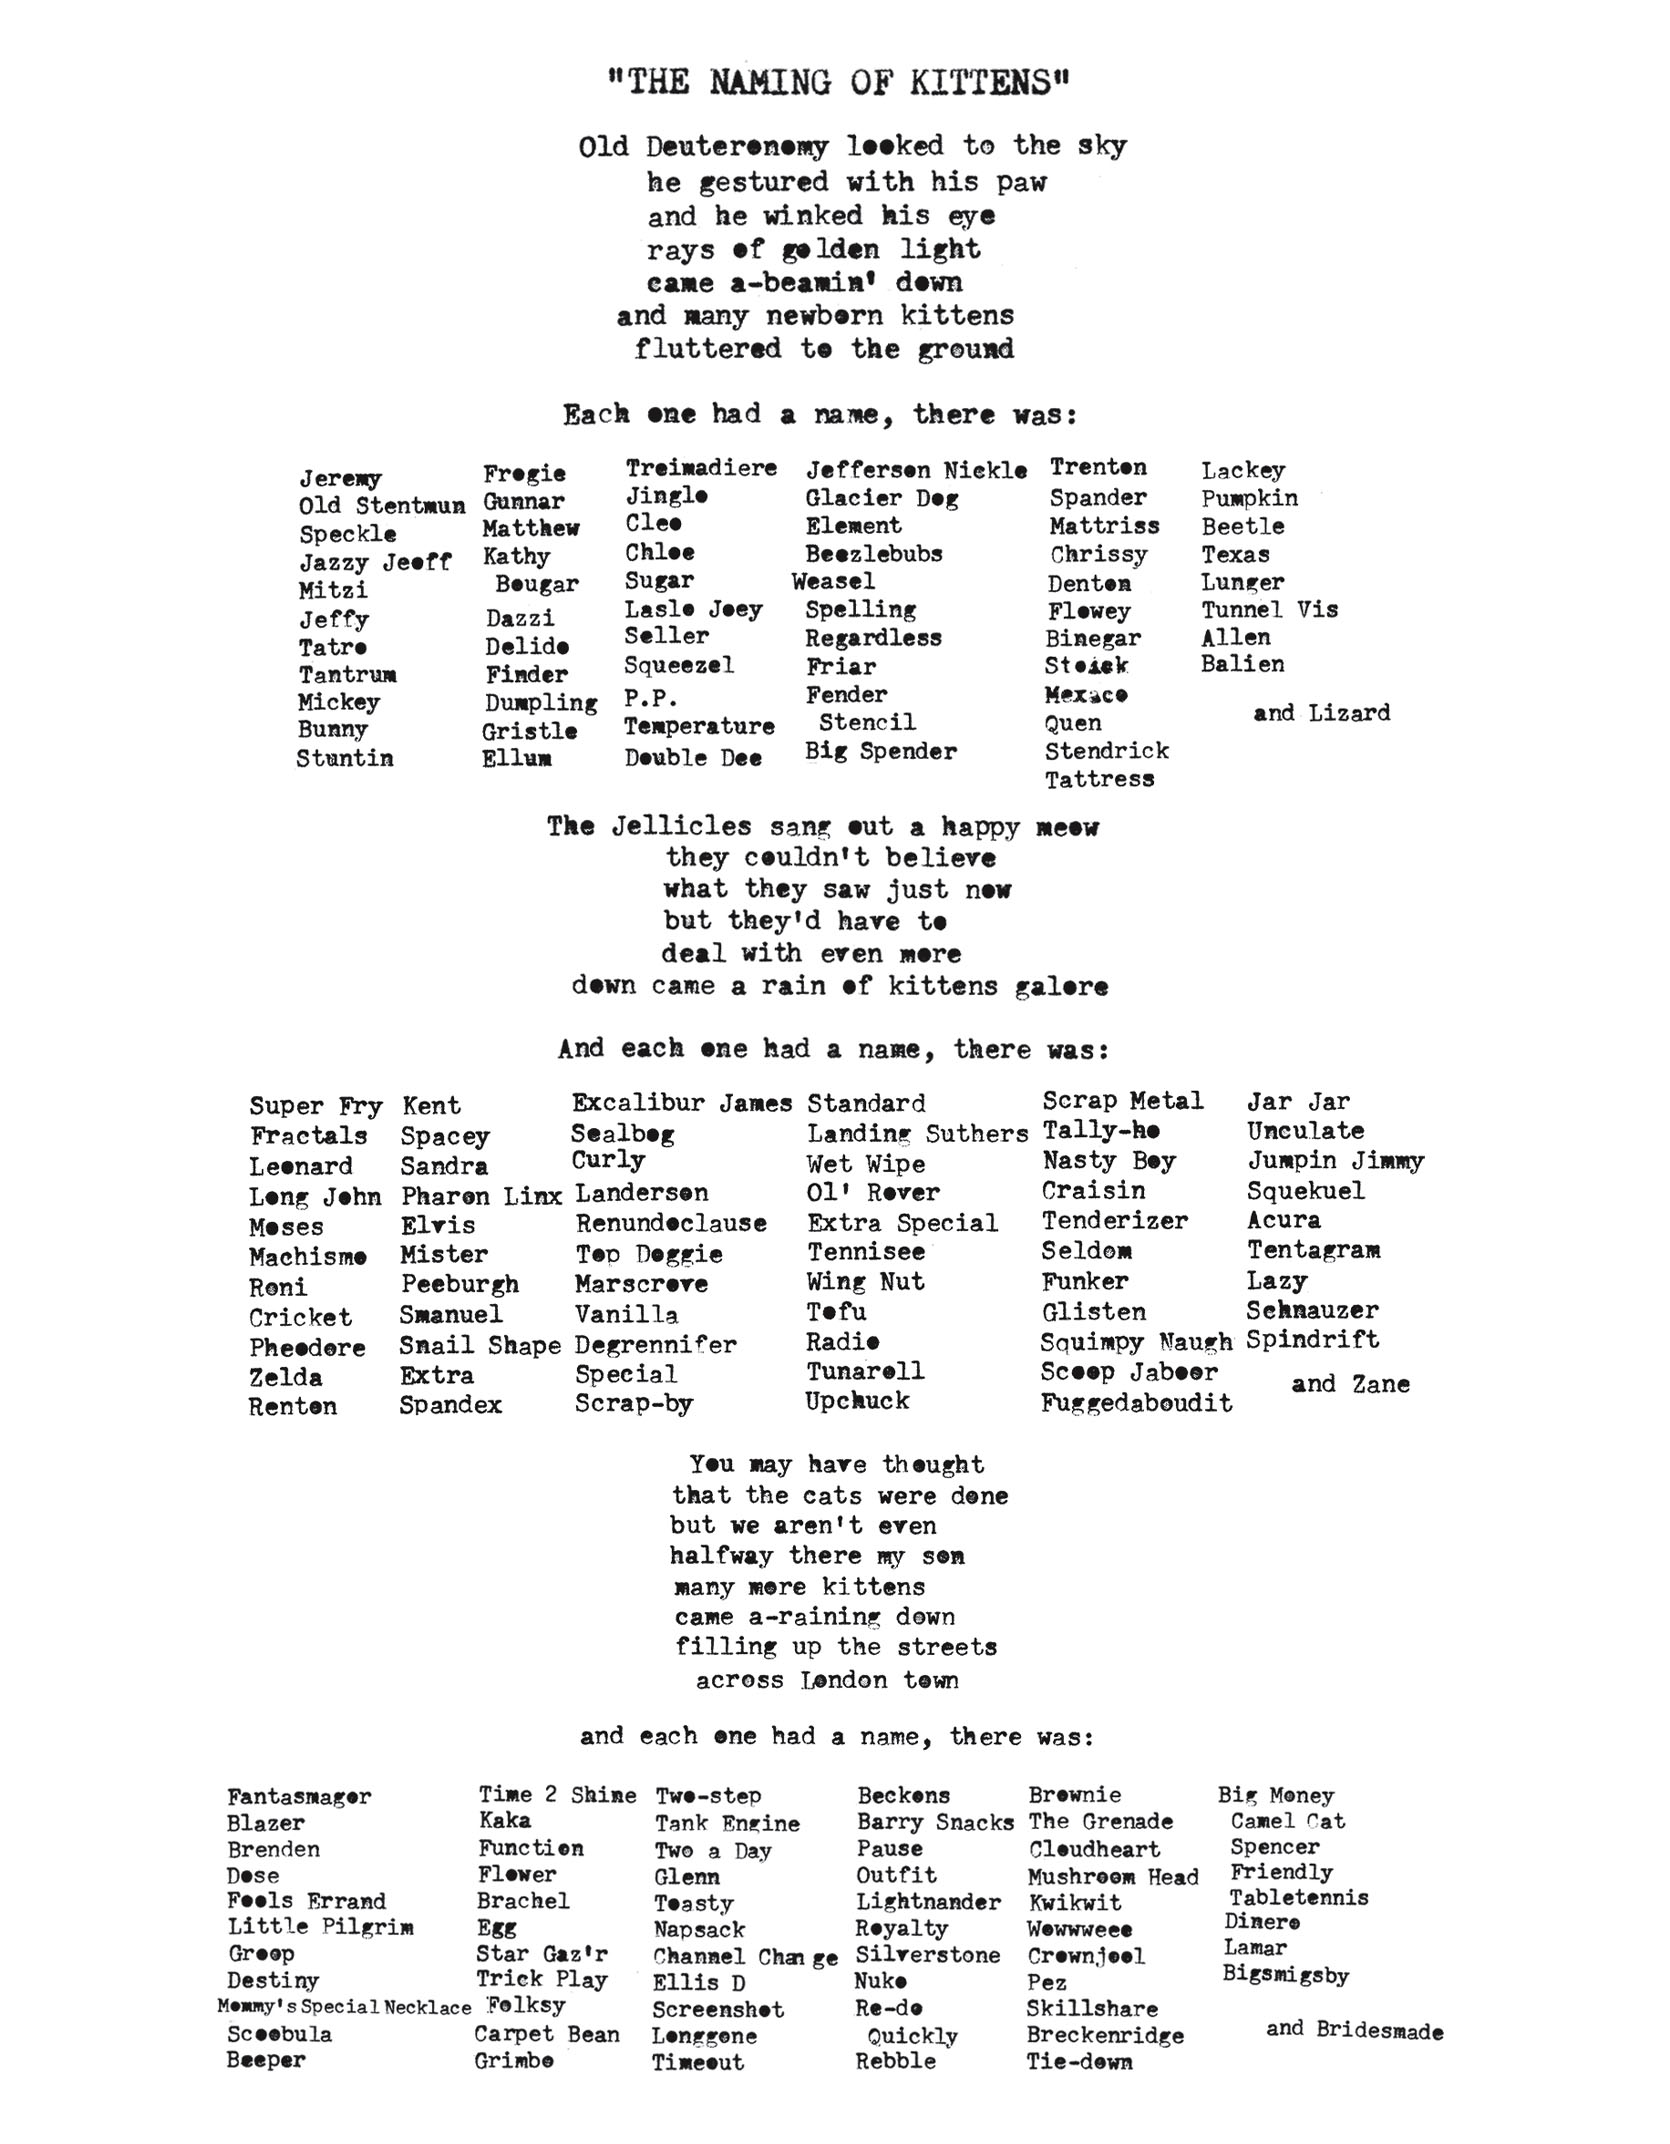 "THE NAMING OF KITTENS"
Old Deuteronomy looked to the sky
he gestured with his paw
and he winked his eye
rays of golden light
came a-beamin' down
and many newborn kittens
fluttered to the ground
Each one had a name, there was:
Jeremy
Old Stentmun
Speckle
Jazzy Jeoff
Mitzi
Jeffy
Tatro
Tantrum
Mickey
Bunny
Stuntin
Frogie
Gunnar
Matthew
Kathy
Bougar
Dazzi
Delido
Finder
Dumpling
Gristle
Ellum
Treimadiere
Jinglo
Cleo
Chloe
Sugar
Laslo Joey
Seller
Squeezel
P.P.
Temperature
Double Dee
Jefferson Nickle
Glacier Dog
Element
Beezlebubs
Weasel
Spelling
Regardless
Friar
Fender
Stencil
Big Spender
Trenton
Spander
Mattriss
Chrissy
Denton
Flowey
Binegar
Stoick
Mexaco
Quen
Stendrick
Tattress
Lackey
Pumpkin
Beetle
Texas
Lunger
Tunnel Vis
Allen
Balien
and Lizard
The Jellicles sang out a happy meow
they couldn't believe
what they saw just now
but they'd have to
deal with even more
down came a rain of kittens galore
And each one had a name, there was:
Super Fry
Fractals
Leonard
Long John
Moses
Machismo
Roni
Cricket
Pheodore
Zelda
Renton
Kent
Spacey
Sandra
Pharon Linx
Elvis
Mister
Peeburgh
Smanuel
Snail Shape
Extra
Spandex
Excalibur James
Sealbog
Curly
Landerson
Renundoclause
Top Doggie
Marscrove
Vanilla
Degrennifer
Special
Scrap-by
Standard
Landing Suthers
Wet Wipe
Ol' Rover
Extra Special
Tennisee
Wing Nut
Tofu
Radio
Tunaroll
Upchuck
Scrap Metal
Tally-ho
Nasty Boy
Craisin
Tenderizer
Seldom
Funker
Glisten
Squimpy Naugh
Scoop Jaboor
Fuggedaboudit
Jar Jar
Unculate
Jumpin Jimmy
Squekuel
Acura
Tentagram
Lazy
Schnauzer
Spindrift
and Zane
You may have thought
that the cats were done
but we aren't even
halfway there my son
many more kittens
came a-raining down
filling up the streets
across London town
and each one had a name, there was:
Fantasmagor
Blazer
Brenden
Dose
Fools Errand
Little Pilgrim
Groop
Destiny
Mommy's Special Necklace
Scoobula
Beeper
Time 2 Shine
Kaka
Function
Flower
Brachel
Egg
Star Gaz'r
Trick Play
Folksy
Carpet Bean
Grimbo
Two-step
Tank Engine
Two a Day
Glenn
Toasty
Napsack
Channel Change
Ellis D
Screenshot
Longgone
Timeout
Beckons
Barry Snacks
Pause
Outfit
Lightnander
Royalty
Silverstone
Nuko
Re-do
Quickly
Rebble
Brownie
The Grenade
Cloudheart
Mushroom Head
Kwikwit
Wowwweee
Crownjool
Pez
Skillshare
Breckenridge
Tie-down
Big Money
Camel Cat
Spencer
Friendly
Tabletennis
Dinero
Lamar
Bigsmigsby
and Bridesmade